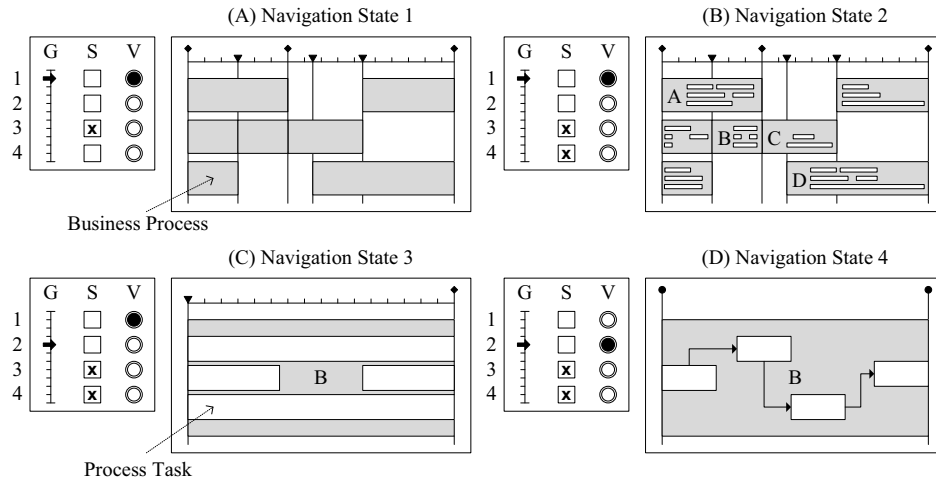 (A) Navigation State 1
G S V
1
2
3 x
4
Business Process
(B) Navigation State 2
G S V
1
2
3 x
4 x
A
B C
D
(C) Navigation State 3
G S V
1
2
3 x
4 x
B
Process Task
(D) Navigation State 4
G S V
1
2
3 x
4 x
B